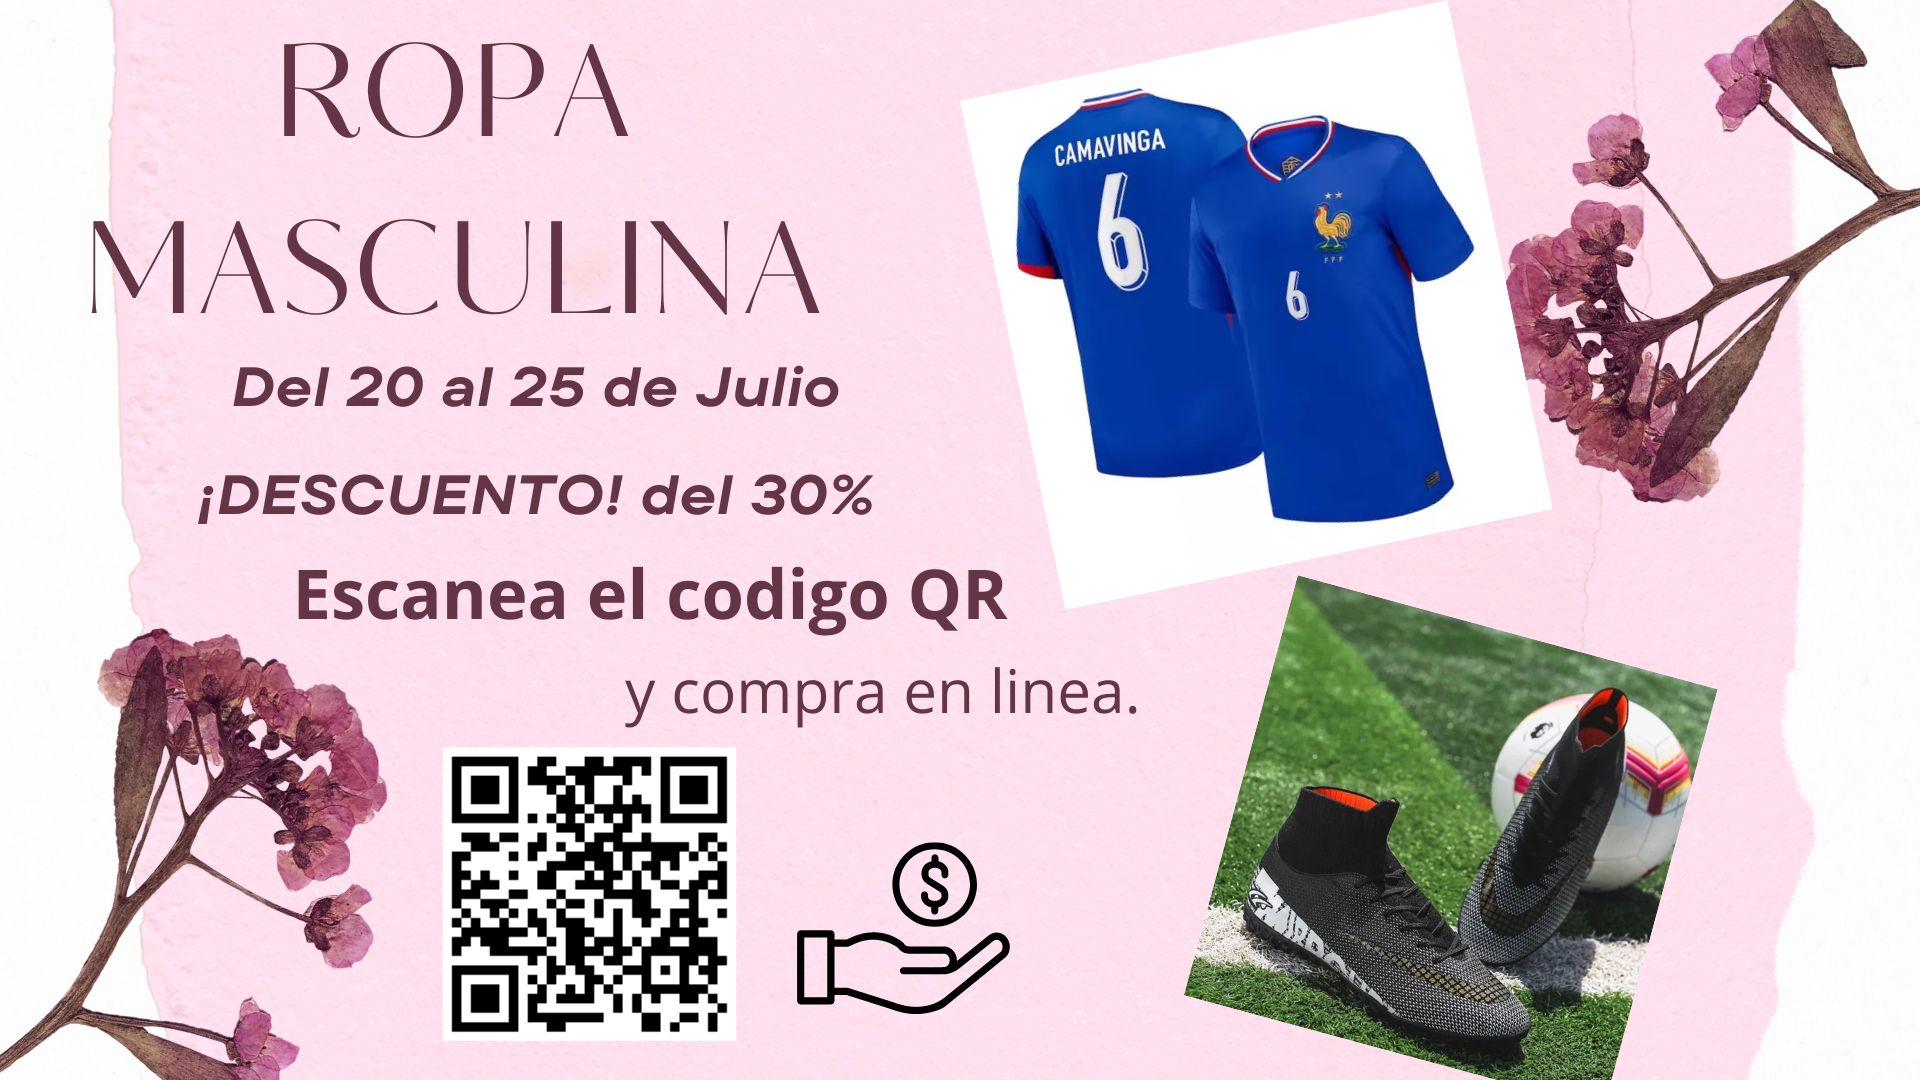 ROPA
MASCULINA
Del 20 al 25 de Julio
¡DESCUENTO! del 30%
Escanea el codigo QR
y compra en linea.
CAMAVINGA
6
6
FFF
$